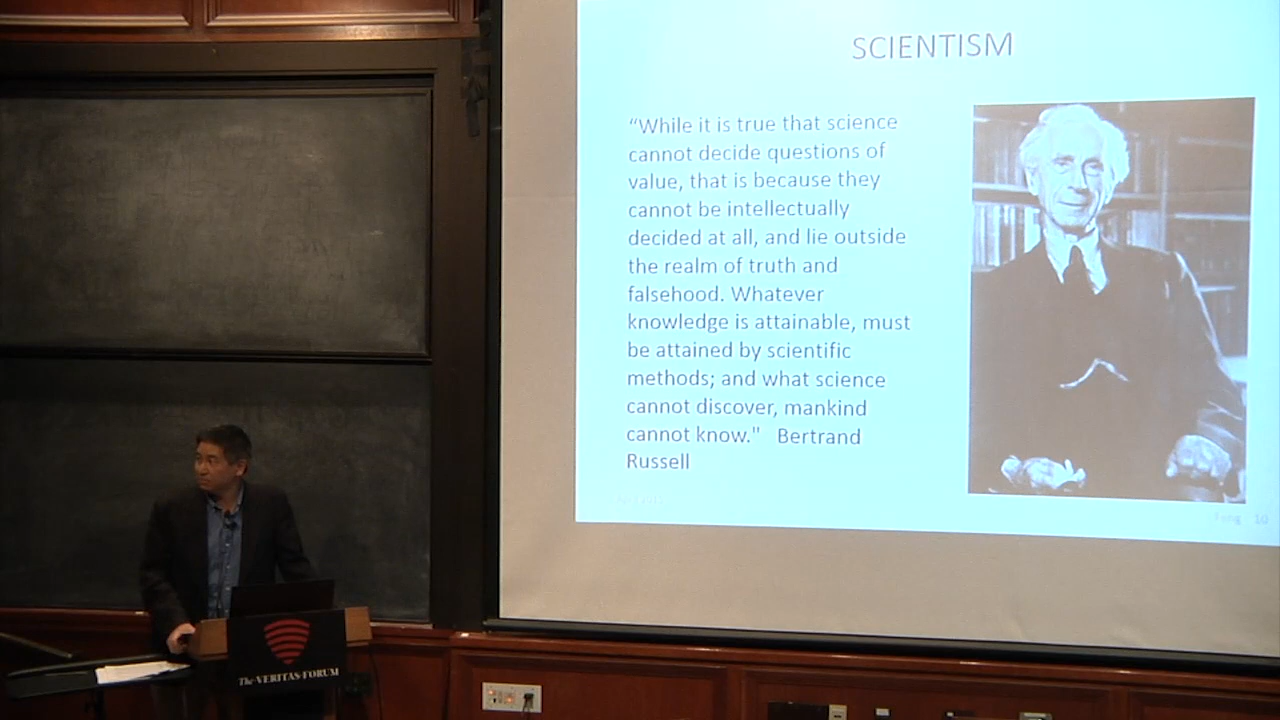 SCIENTISM
“While it is true that science
cannot decide questions of
value, that is because they
cannot be intellectually
decided at all, and lie outside
the realm of truth and
falsehood. Whatever
knowledge is attainable, must
be attained by scientific
methods; and what science
cannot discover, mankind
cannot know." Bertrand
Russell
10
The VERITAS FORUM